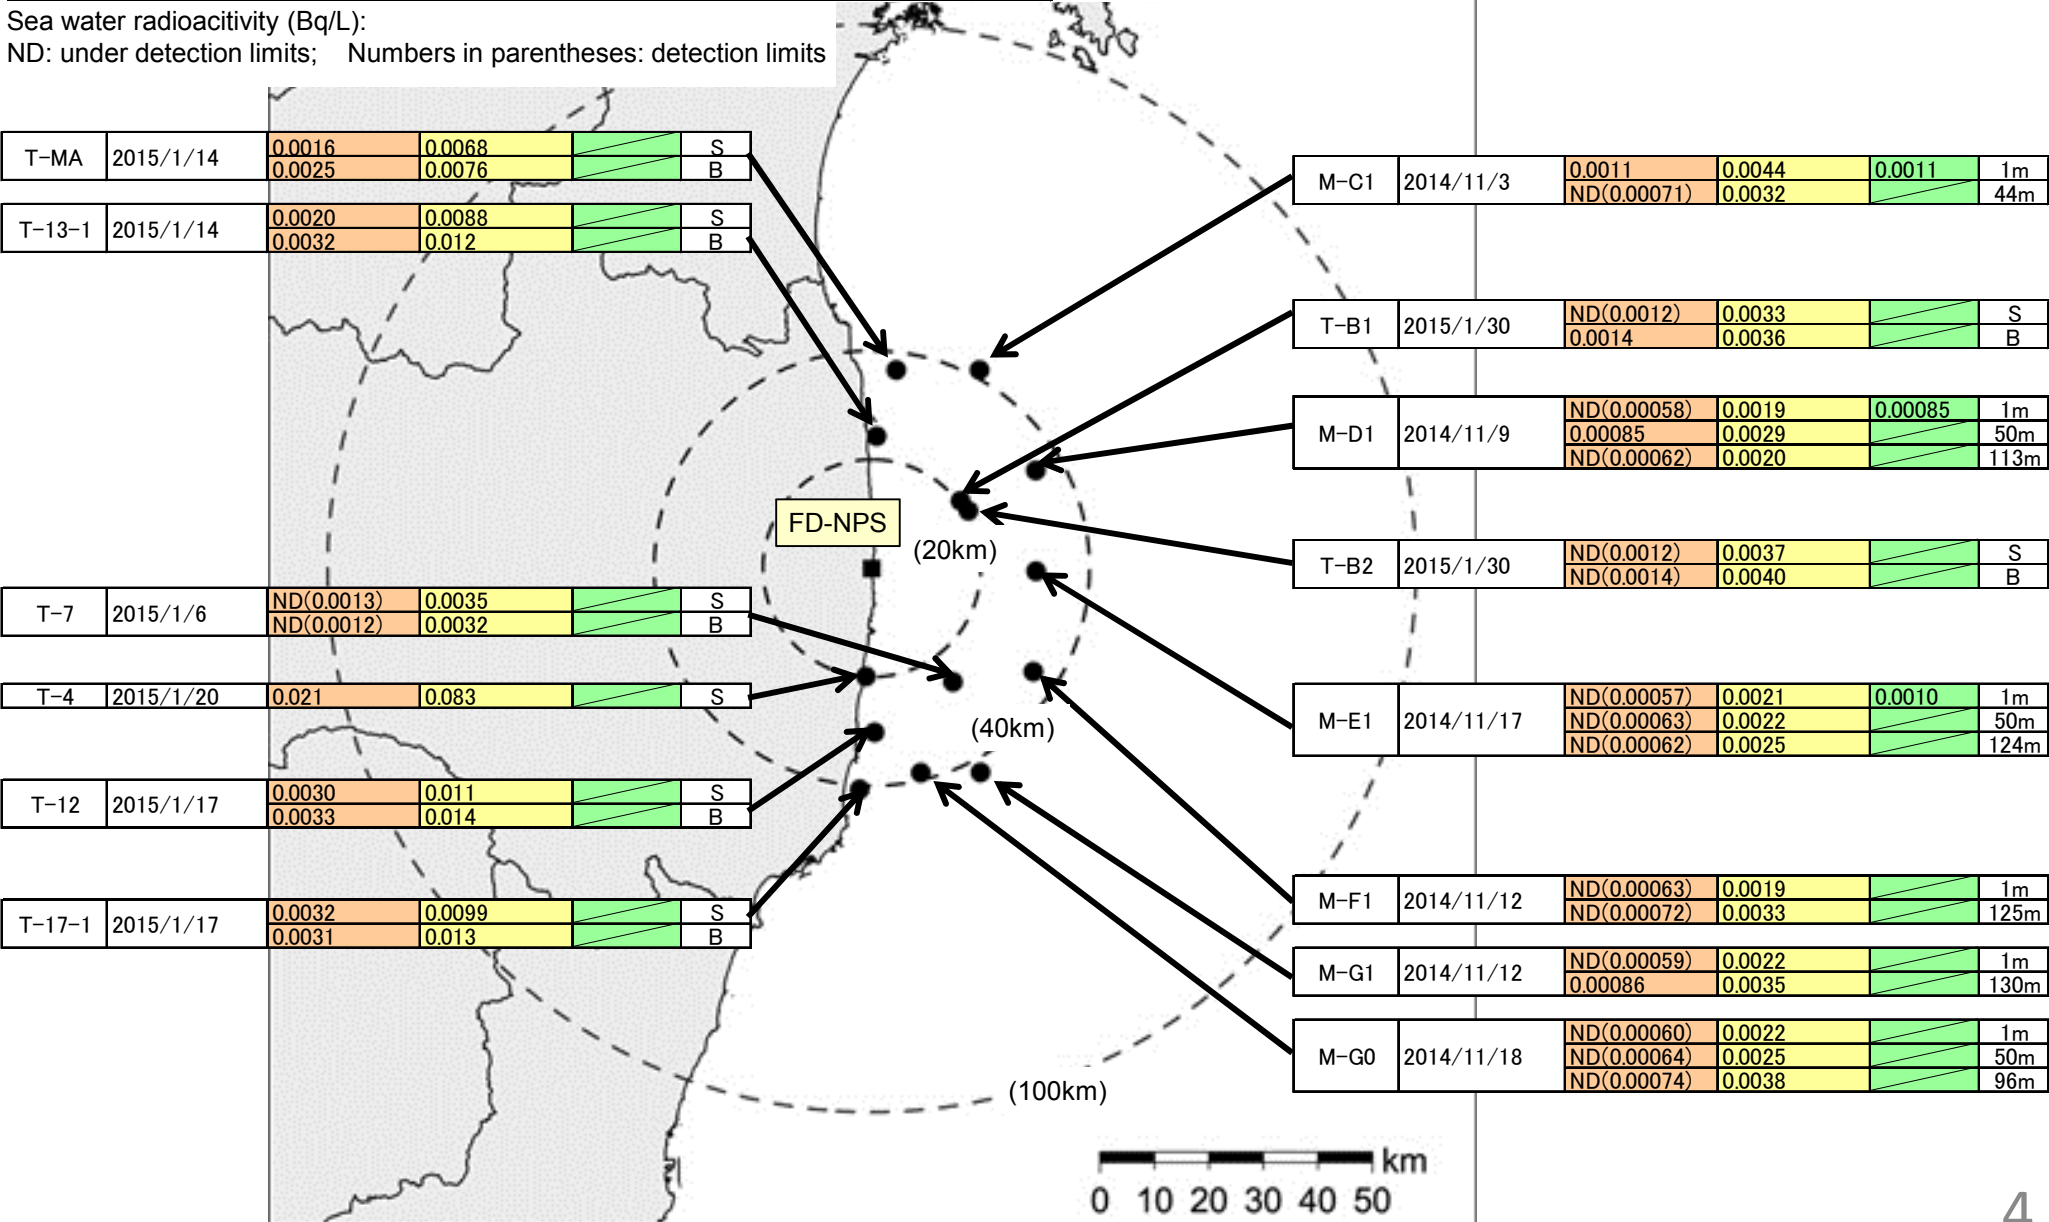 Sea water radioacitivity (Bq/L):
ND: under detection limits; Numbers in parentheses: detection limits
T-MA 2015/1/14 0.0016 0.0068 S
0.0025 0.0076 B
T-13-1 2015/1/14 0.0020 0.0088 S
0.0032 0.012 B
T-7 2015/1/6 ND(0.0013) 0.0035 S
ND(0.0012) 0.0032 B
T-4 2015/1/20 0.021 0.083 S
T-12 2015/1/17 0.0030 0.011 S
0.0033 0.014 B
T-17-1 2015/1/17 0.0032 0.0099 S
0.0031 0.013 B
FD-NPS
(20km)
(40km)
(100km)
M-C1 2014/11/3 0.0011 0.0044 0.0011 1m
ND(0.00071) 0.0032 44m
T-B1 2015/1/30 ND(0.0012) 0.0033 S
0.0014 0.0036 B
M-D1 2014/11/9 ND(0.00058) 0.0019 0.00085 1m
0.00085 0.0029 50m
ND(0.00062) 0.0020 113m
T-B2 2015/1/30 ND(0.0012) 0.0037 S
ND(0.0014) 0.0040 B
M-E1 2014/11/17 ND(0.00057) 0.0021 0.0010 1m
ND(0.00063) 0.0022 50m
ND(0.00062) 0.0025 124m
M-F1 2014/11/12 ND(0.00063) 0.0019 1m
ND(0.00072) 0.0033 125m
M-G1 2014/11/12 ND(0.00059) 0.0022 1m
0.00086 0.0035 130m
M-G0 2014/11/18 ND(0.00060) 0.0022 1m
ND(0.00064) 0.0025 50m
ND(0.00074) 0.0038 96m
km
0 10 20 30 40 50
4